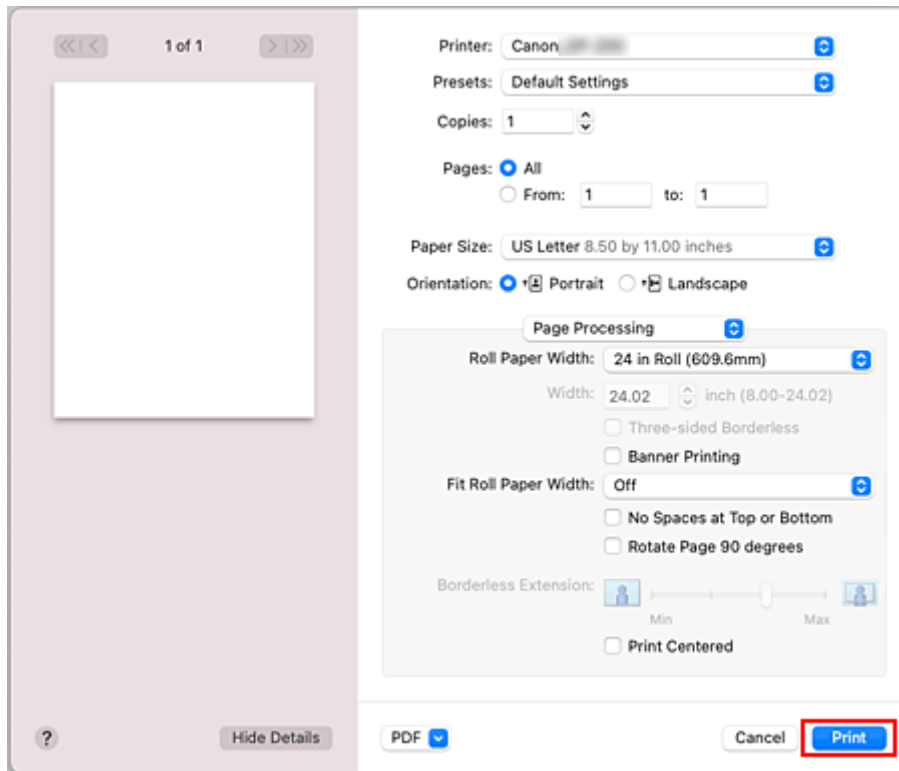 1 of 1
Printer: Canon
Presets: Default Settings
Copies: 1
Pages: All
From: 1 to: 1
Paper Size: US Letter 8.50 by 11.00 inches
Orientation: Portrait Landscape
Page Processing
Roll Paper Width: 24 in Roll (609.6mm)
Width: 24.02 inch (8.00-24.02)
Three-sided Borderless
Banner Printing
Fit Roll Paper Width: Off
No Spaces at Top or Bottom
Rotate Page 90 degrees
Borderless Extension:
Min Max
Print Centered
? Hide Details PDF Cancel Print